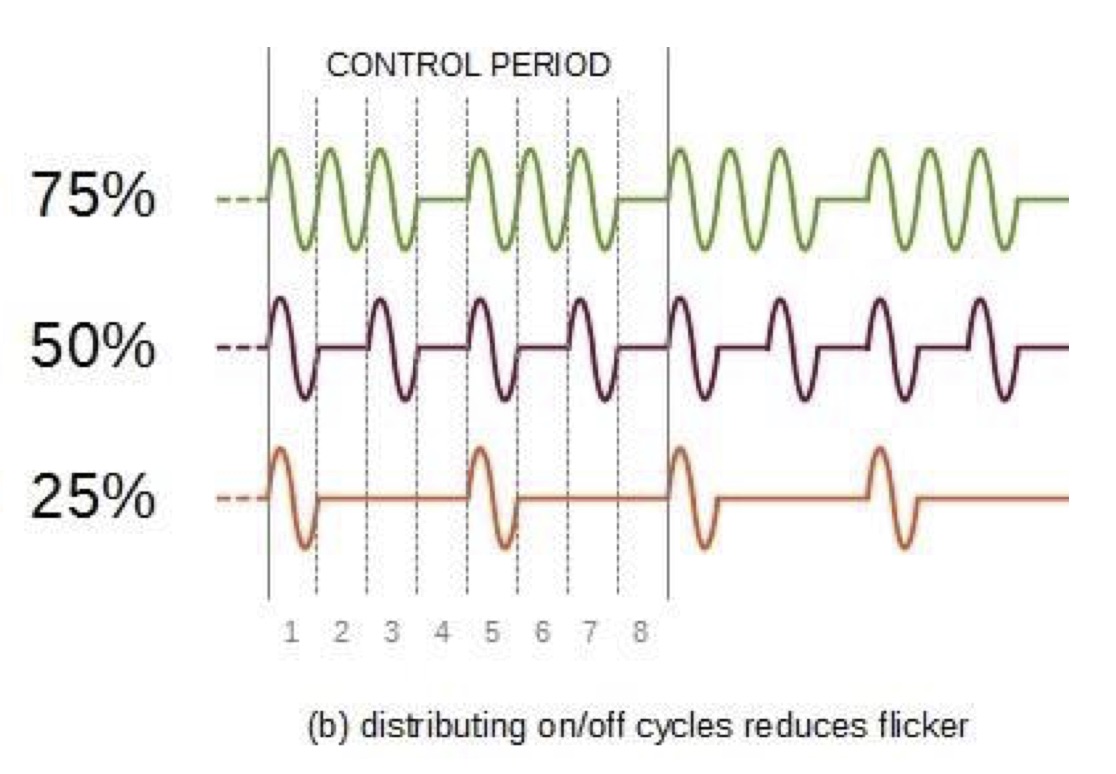 CONTROL PERIOD
75%
50%
25%
1 2 3 4 5 6 7 8
(b) distributing on/off cycles reduces flicker